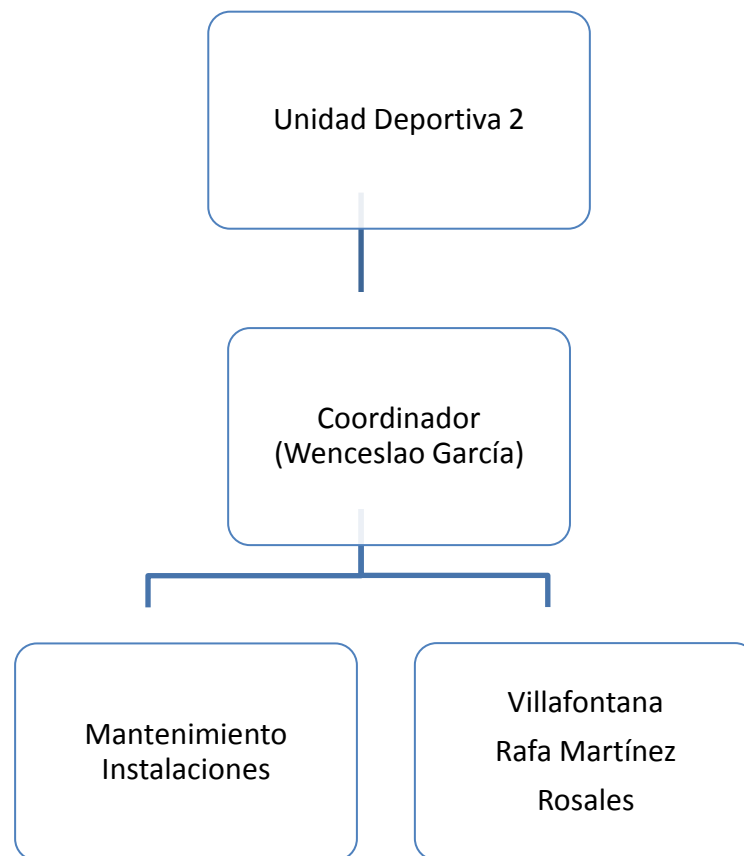 Unidad Deportiva 2
Coordinador
(Wenceslao García)
Mantenimiento
Instalaciones
Villafontana
Rafa Martínez
Rosales